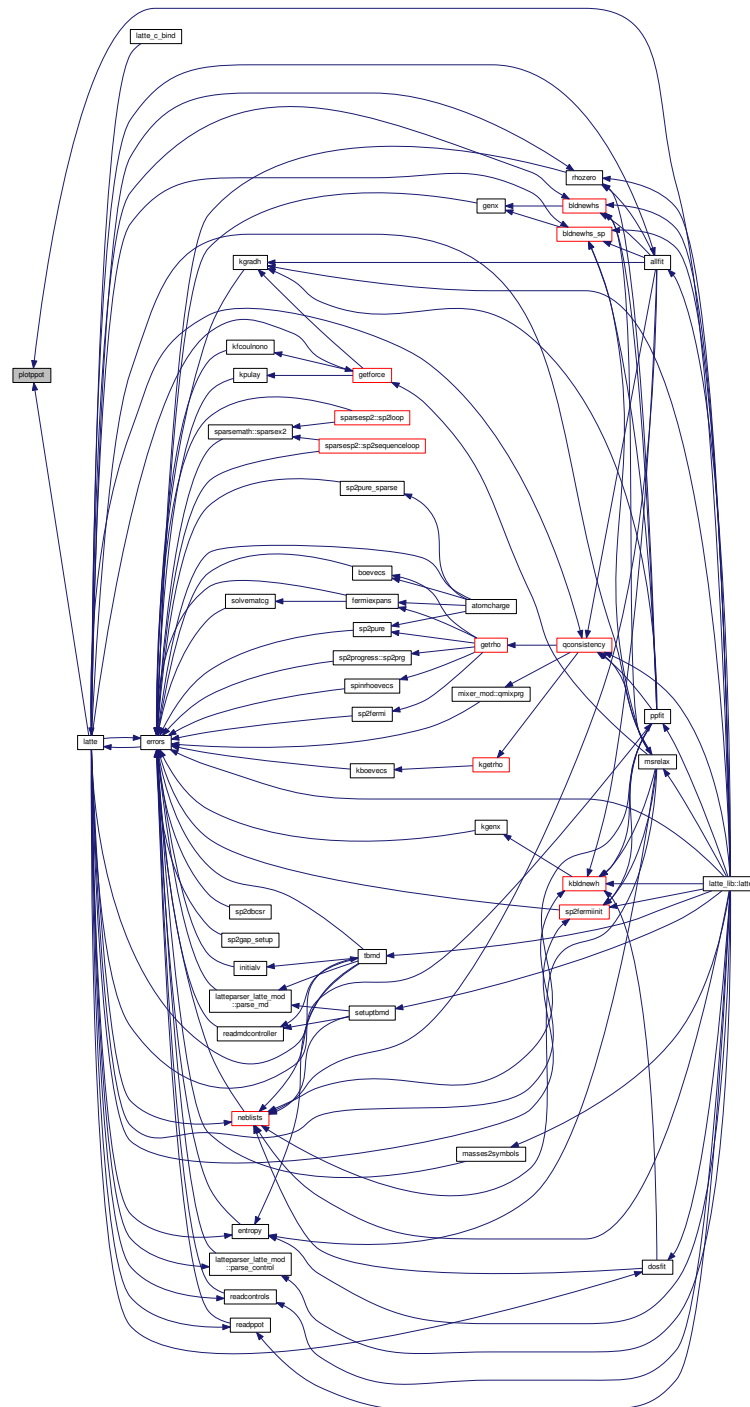 latte_c_bind
rhozero
bldnewhs
genx
bldnewhs_sp
kgradh
allfit
kfcoulnono
plotppot
kpulay
getforce
sparsesp2::sp2loop
sparsemath::sparsex2
sparsesp2::sp2sequenceloop
sp2pure_sparse
boevecs
solvematcg
fermiexpans
atomcharge
sp2pure
getrho
qconsistency
sp2progress::sp2prg
spinrhoevecs
mixer_mod::qmixprg
sp2fermi
ppfit
latte
errors
msrelax
kboevecs
kgetrho
kgenx
kbldnewh
latte_lib::latte
sp2dbcsr
sp2fermiinit
sp2gap_setup
tbmd
initialv
latteparser_latte_mod
::parse_md
setuptbmd
readmdcontroller
neblists
masses2symbols
entropy
latteparser_latte_mod
::parse_control
dosfit
readcontrols
readppot